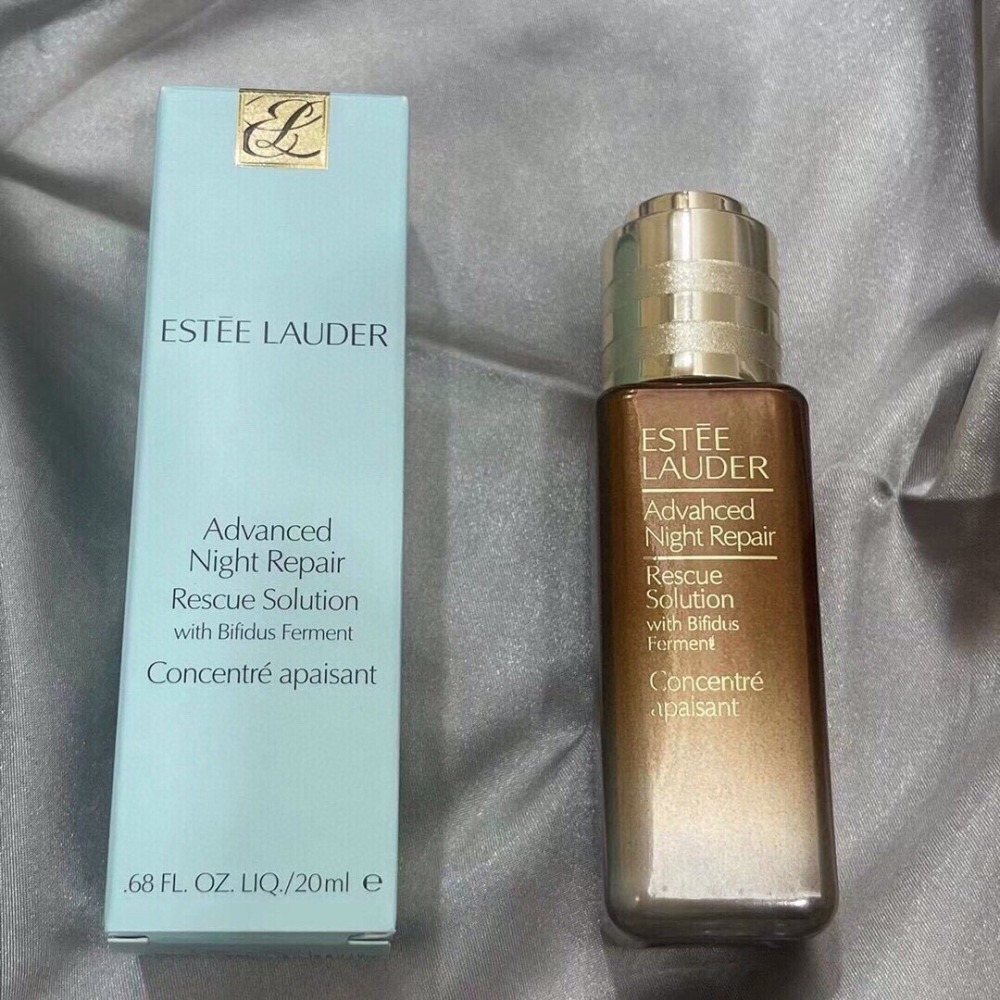 EL
ESTĒE LAUDER
Advanced
Night Repair
Rescue Solution
with Bifidus Ferment
Concentré apaisant
.68 FL. OZ. LIQ./20ml ℮
ESTĒE
LAUDER
Advahced
Night Repair
Rescue
Solution
with Bifidus
Ferment
Concentré
apaisant